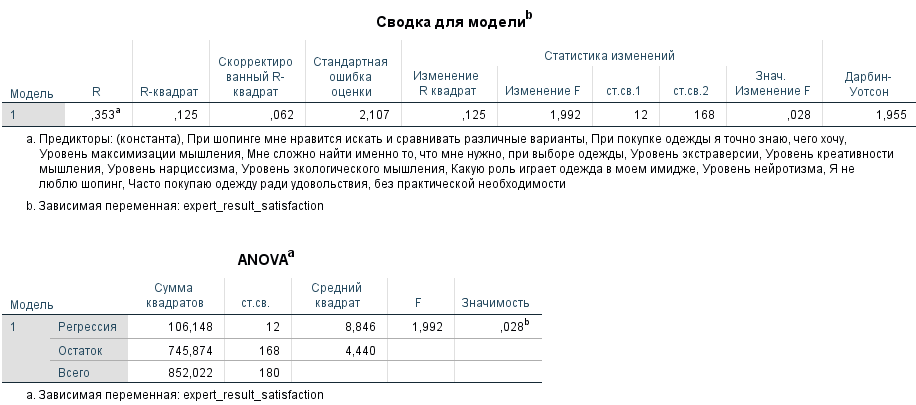 Сводка для модели^b
Статистика изменений
Модель R R-квадрат Скорректиро ванный R-квадрат Стандартная ошибка оценки Изменение R квадрат Изменение F ст.св.1 ст.св.2 Знач. Изменение F Дарбин-Уотсон
1 ,353^a ,125 ,062 2,107 ,125 1,992 12 168 ,028 1,955
a. Предикторы: (константа), При шопинге мне нравится искать и сравнивать различные варианты, При покупке одежды я точно знаю, чего хочу,
Уровень максимизации мышления, Мне сложно найти именно то, что мне нужно, при выборе одежды, Уровень экстраверсии, Уровень креативности
мышления, Уровень нарциссизма, Уровень экологического мышления, Какую роль играет одежда в моем имидже, Уровень нейротизма, Я не
люблю шопинг, Часто покупаю одежду ради удовольствия, без практической необходимости
b. Зависимая переменная: expert_result_satisfaction
ANOVA^a
Модель Сумма квадратов ст.св. Средний квадрат F Значимость
1 Регрессия 106,148 12 8,846 1,992 ,028^b
Остаток 745,874 168 4,440
Всего 852,022 180
a. Зависимая переменная: expert_result_satisfaction